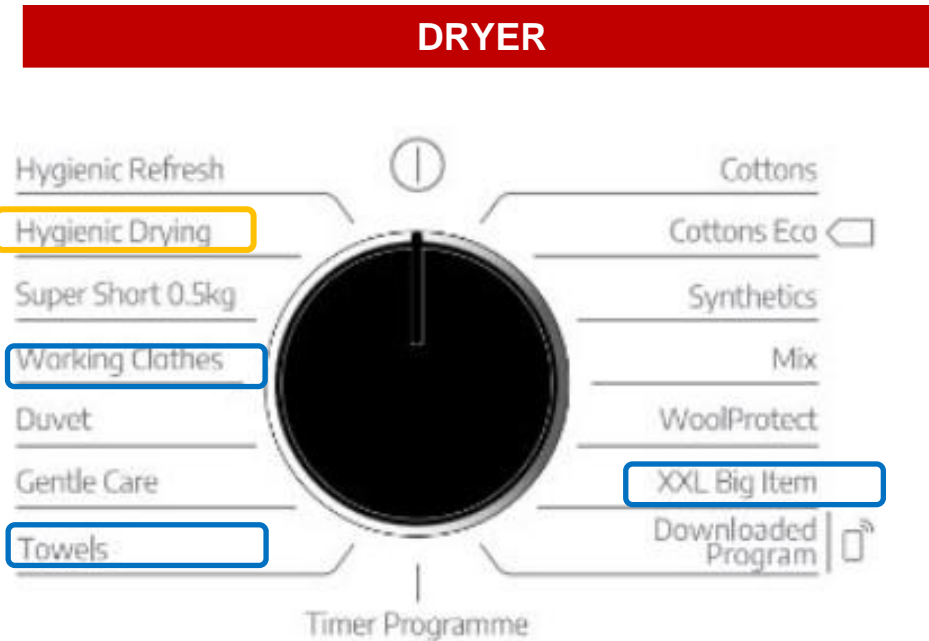 DRYER
Hygienic Refresh
Hygienic Drying
Super Short 0.5kg
Working Clothes
Duvet
Gentle Care
Towels
Cottons
Cottons Eco
Synthetics
Mix
WoolProtect
XXL Big Item
Downloaded
Program
Timer Programme